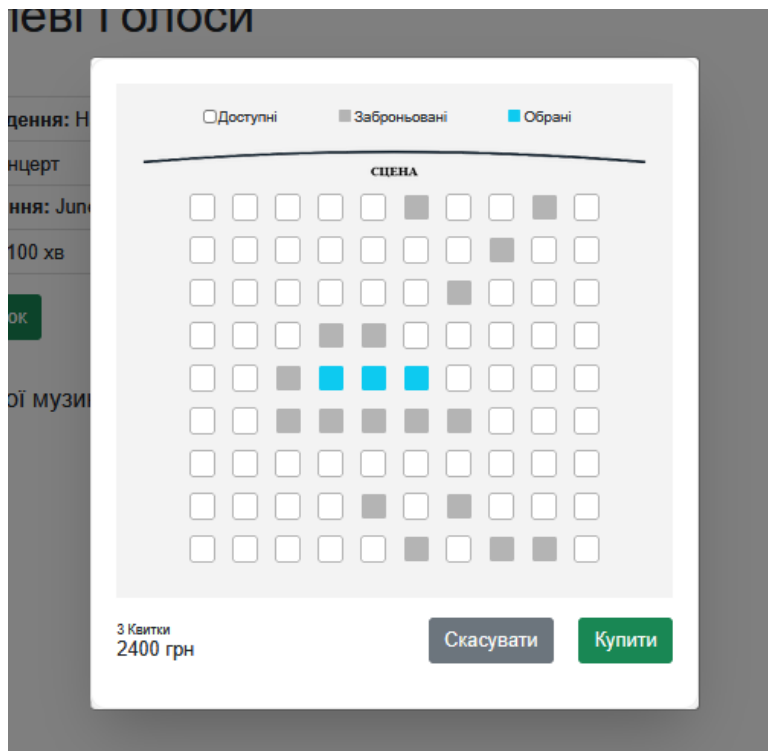 леві Голоси
дення: Н
нцерт
ння: June
100 хв
ок
ої музи
Доступні Заброньовані Обрані
СЦЕНА
3 Квитки
2400 грн
Скасувати Купити